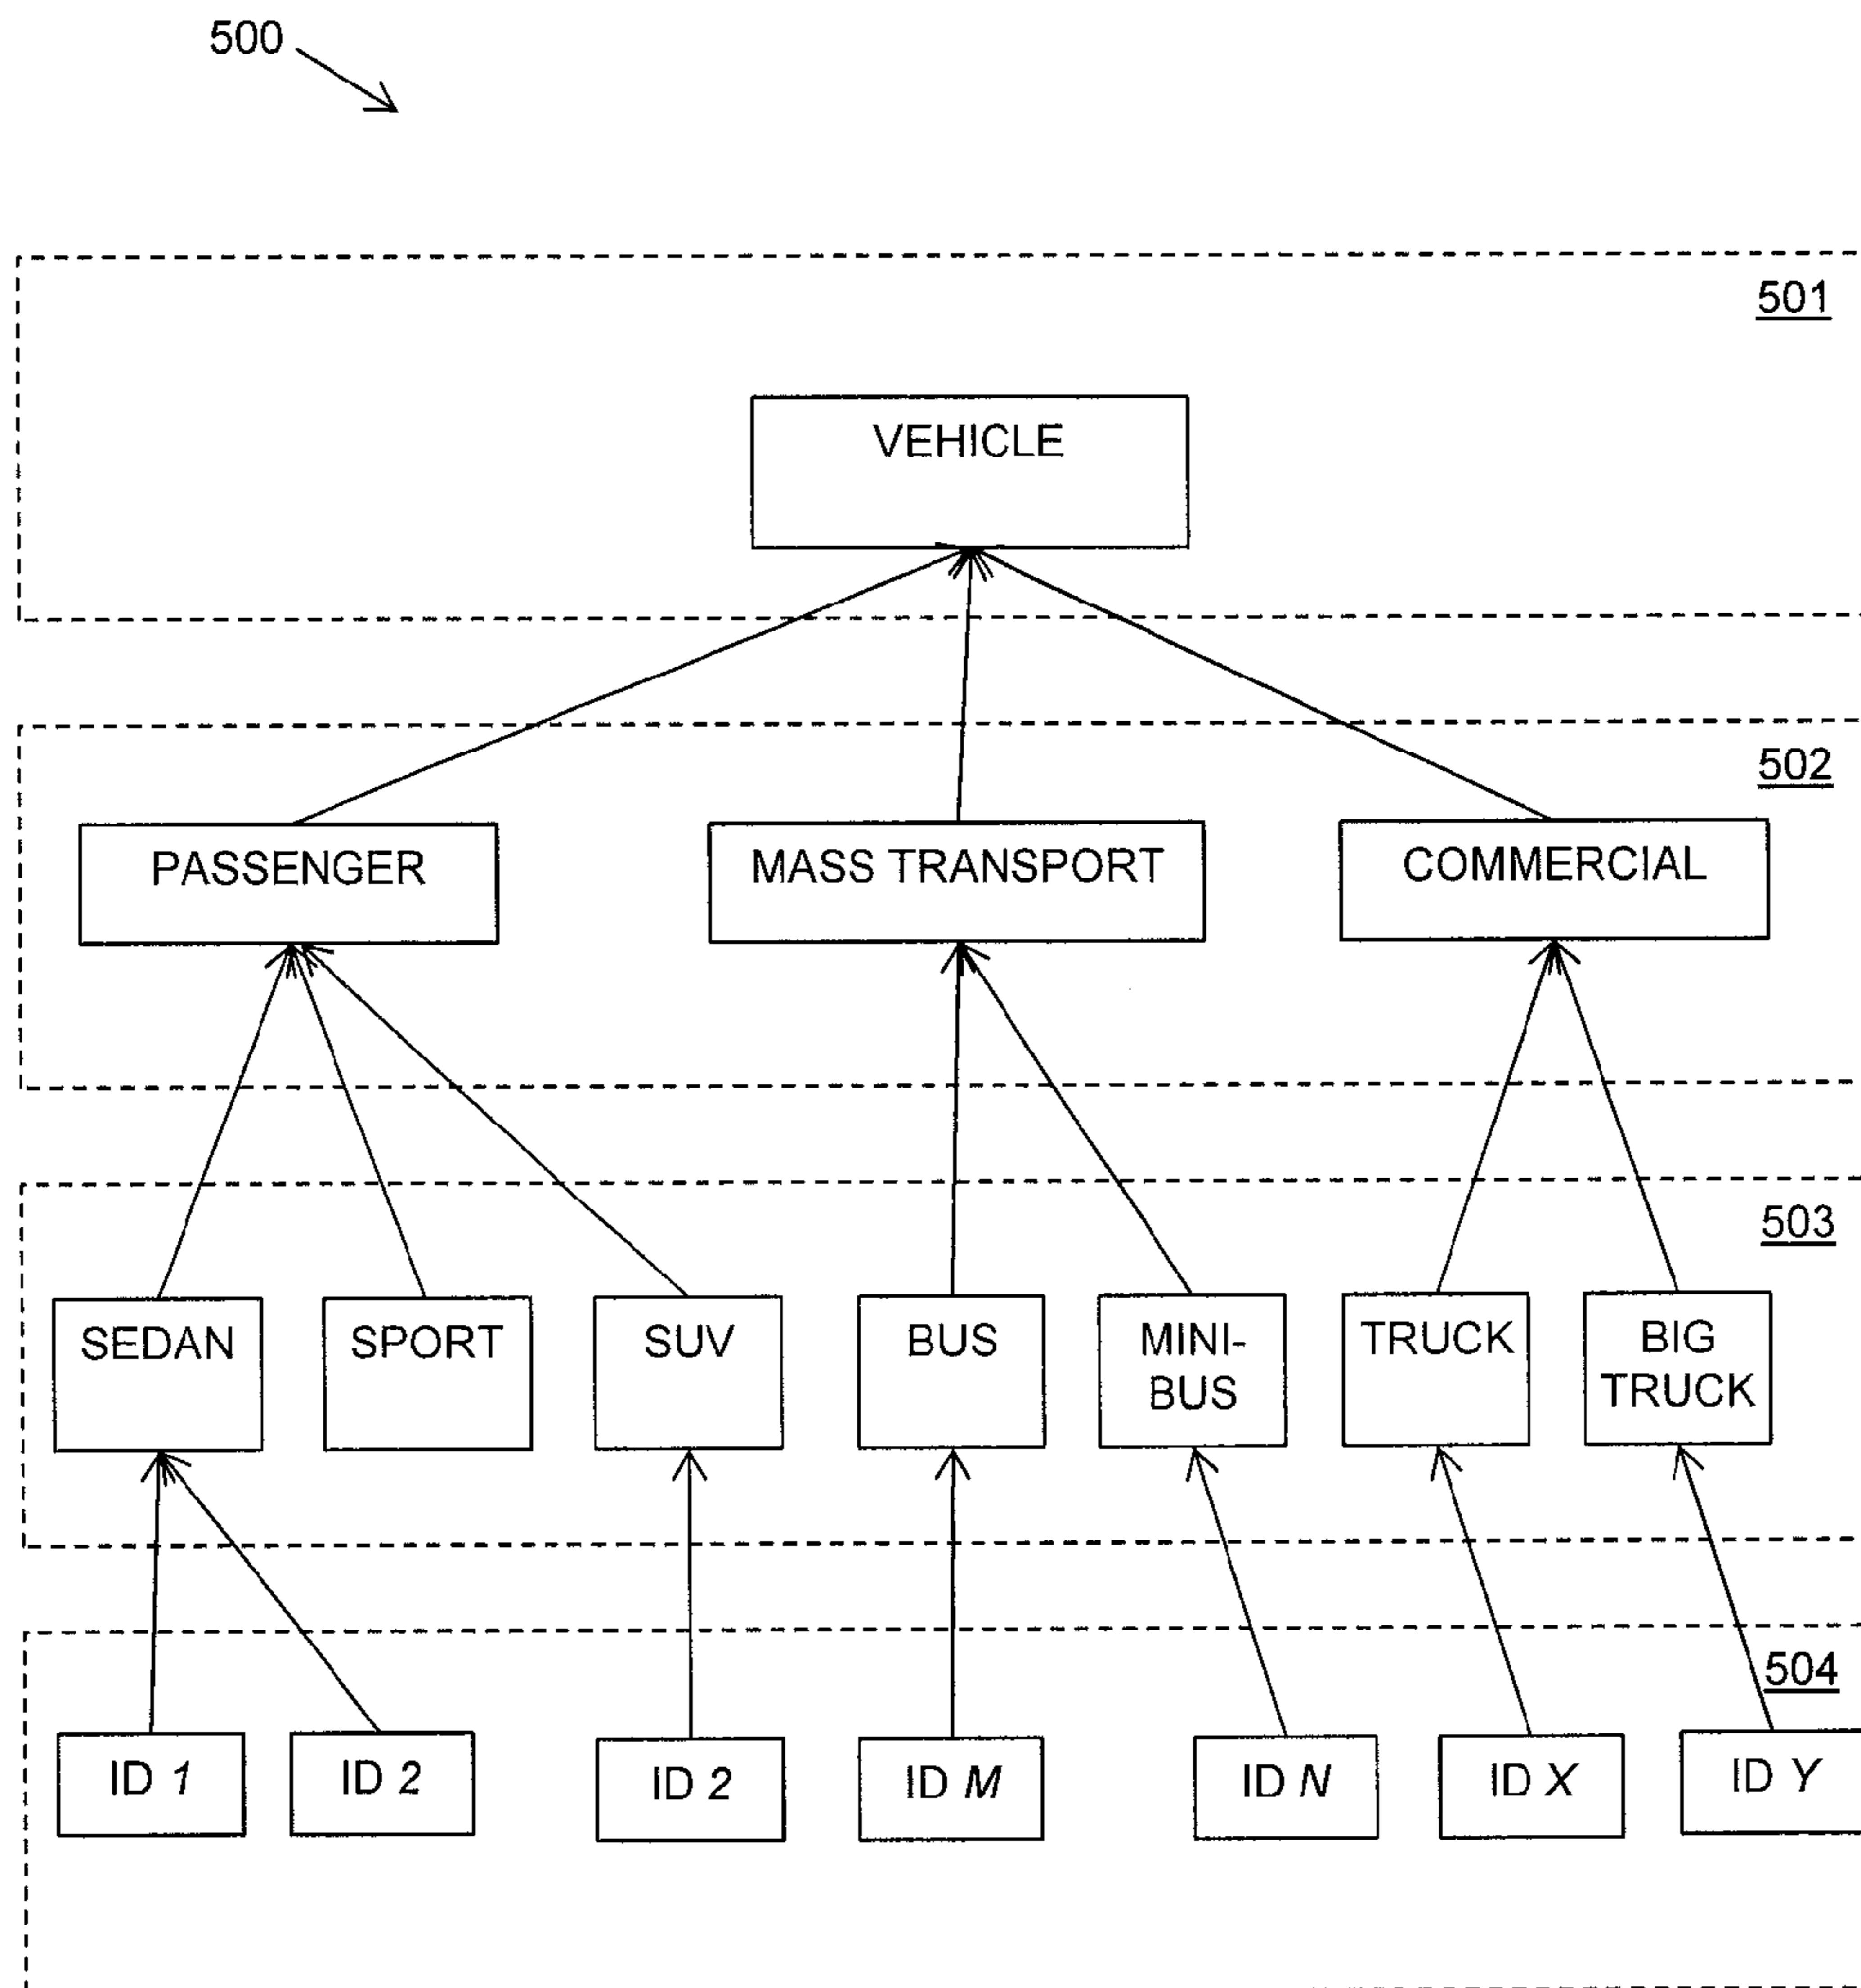 500
501
VEHICLE
502
PASSENGER
MASS TRANSPORT
COMMERCIAL
503
SEDAN
SPORT
SUV
BUS
MINI-
BUS
TRUCK
BIG
TRUCK
504
ID 1
ID 2
ID 2
ID M
ID N
ID X
ID Y